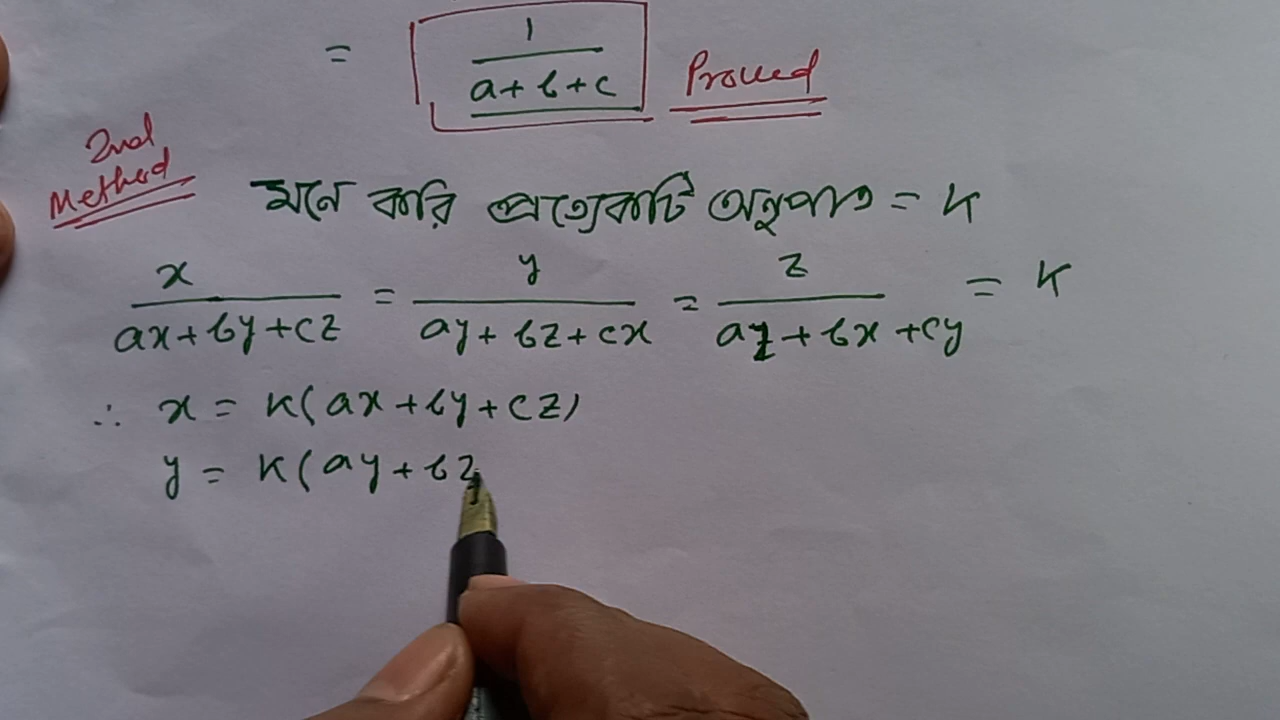 = 1/(a+b+c) Proved
2nd Method
মনে করি প্রত্যেকটি অনুপাত = K
x/(ax+by+cz) = y/(ay+bz+cx) = z/(az+bx+cy) = K
∴ x = K(ax+by+cz)
y = K(ay+bz